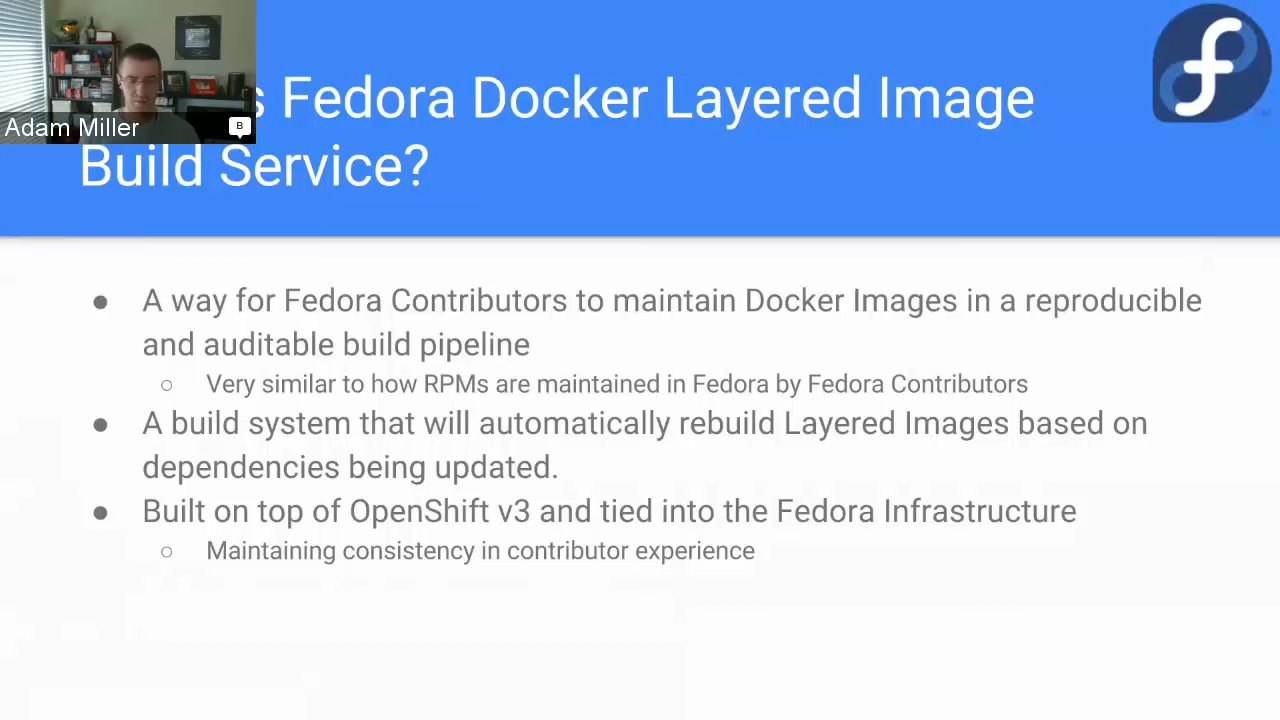 Fedora Docker Layered Image
Build Service?
Adam Miller
B
● A way for Fedora Contributors to maintain Docker Images in a reproducible
and auditable build pipeline
○ Very similar to how RPMs are maintained in Fedora by Fedora Contributors
● A build system that will automatically rebuild Layered Images based on
dependencies being updated.
● Built on top of OpenShift v3 and tied into the Fedora Infrastructure
○ Maintaining consistency in contributor experience